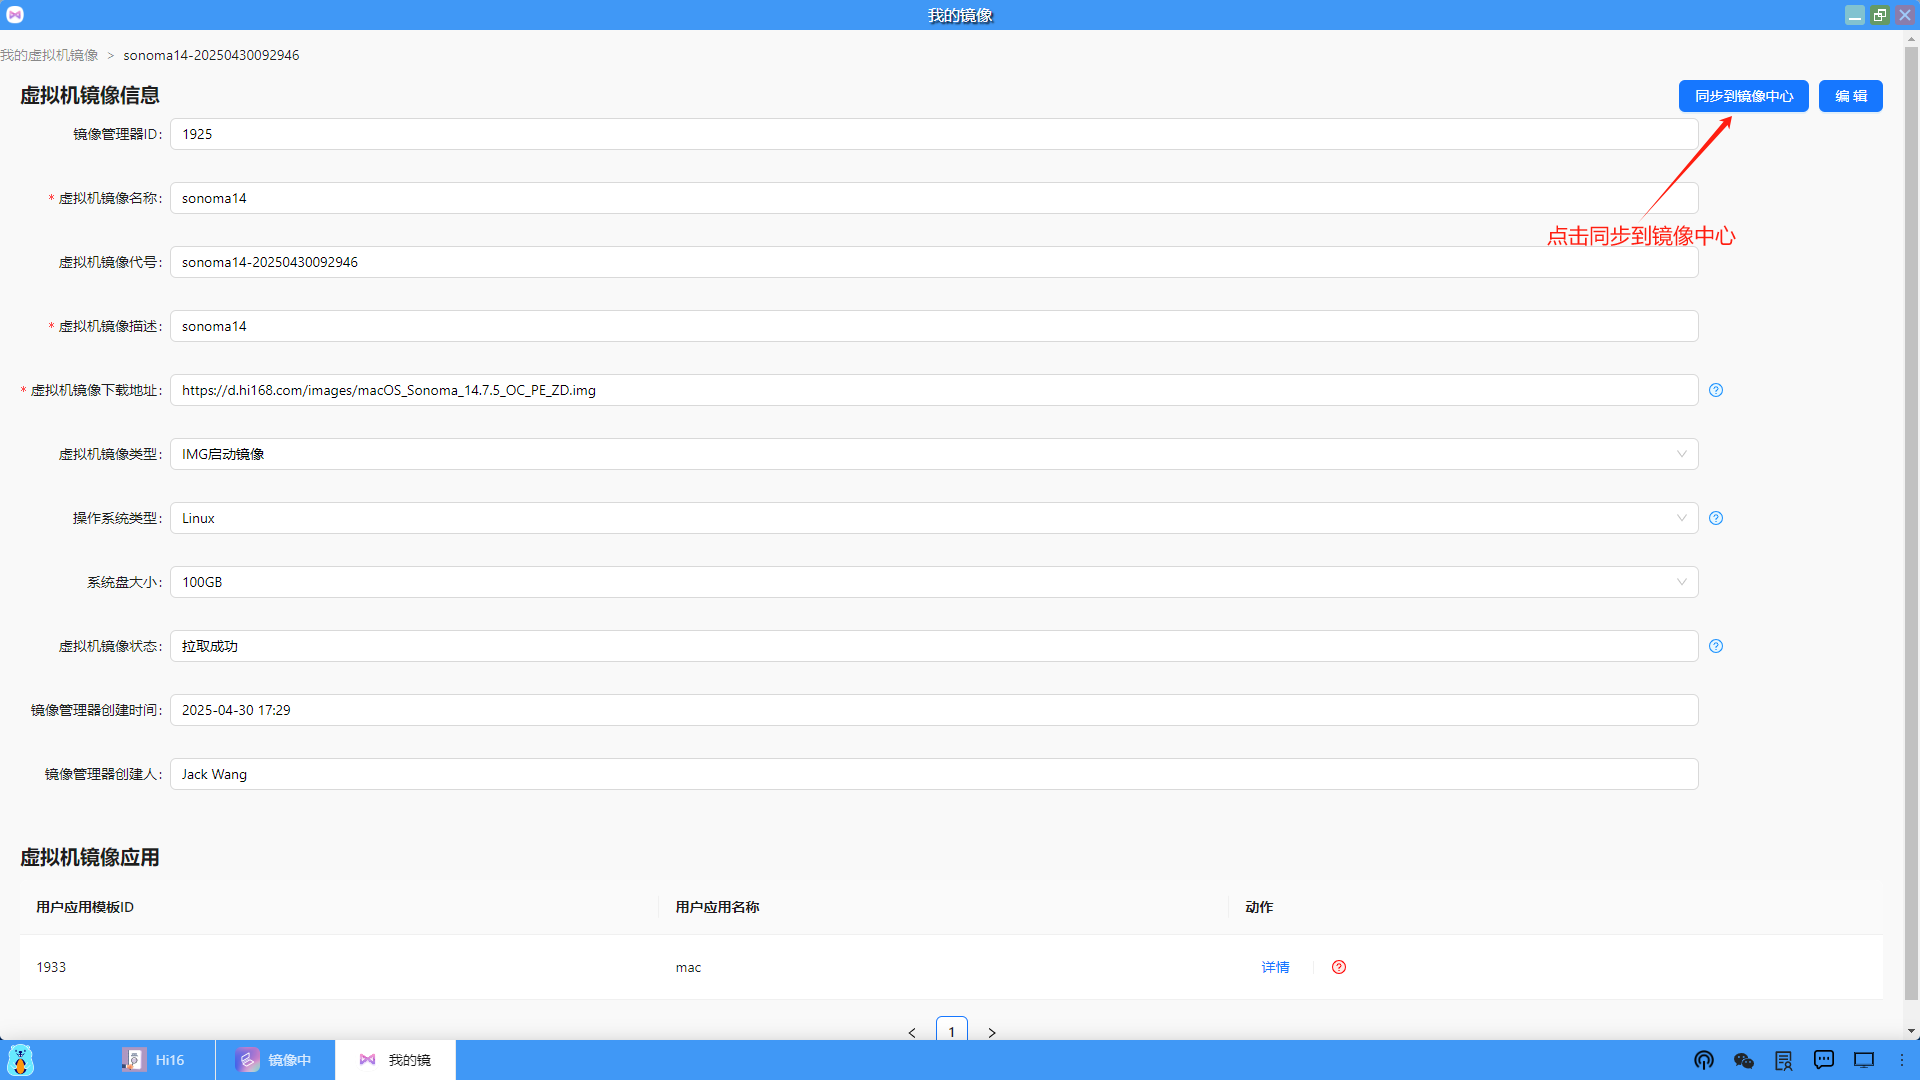 我的镜像
我的虚拟机镜像 > sonoma14-20250430092946
虚拟机镜像信息
同步到镜像中心
编 辑
镜像管理器ID: 1925
* 虚拟机镜像名称: sonoma14
点击同步到镜像中心
虚拟机镜像代号: sonoma14-20250430092946
* 虚拟机镜像描述: sonoma14
* 虚拟机镜像下载地址: https://d.hi168.com/images/macOS_Sonoma_14.7.5_OC_PE_ZD.img
虚拟机镜像类型: IMG启动镜像
操作系统类型: Linux
系统盘大小: 100GB
虚拟机镜像状态: 拉取成功
镜像管理器创建时间: 2025-04-30 17:29
镜像管理器创建人: Jack Wang
虚拟机镜像应用
用户应用模板ID 用户应用名称 动作
1933 mac 详情
< 1 >
Hi16 镜像中 我的镜